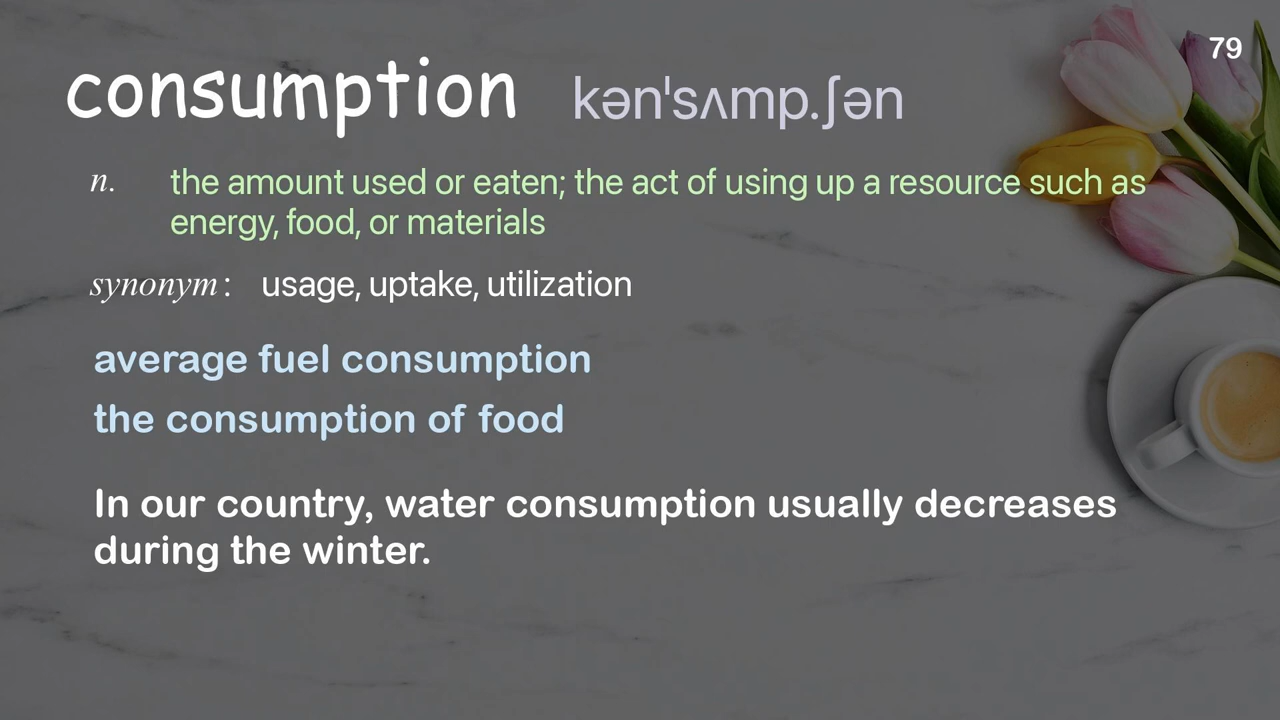 79
consumption kən'sʌmp.ʃən
n. the amount used or eaten; the act of using up a resource such as
energy, food, or materials
synonym: usage, uptake, utilization
average fuel consumption
the consumption of food
In our country, water consumption usually decreases
during the winter.